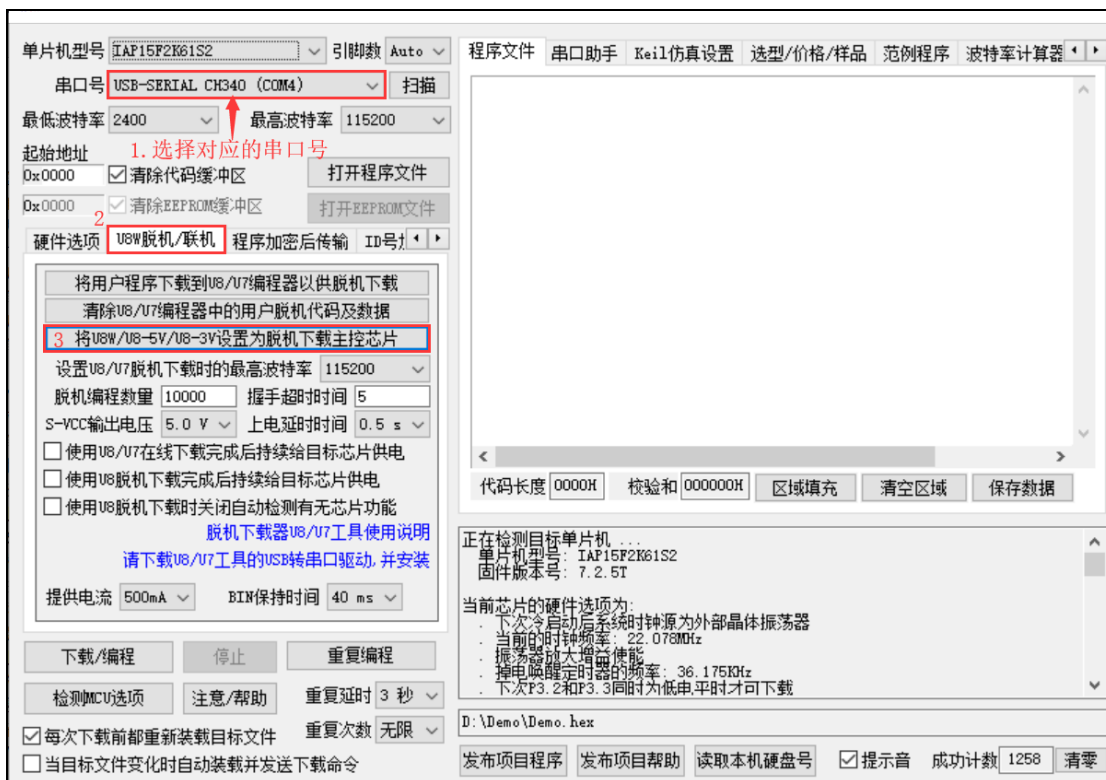 单片机型号 IAP15F2K61S2 引脚数 Auto
串口号 USB-SERIAL CH340 (COM4) 扫描
最低波特率 2400 最高波特率 115200
1.选择对应的串口号
起始地址
0x0000 清除代码缓冲区 打开程序文件
0x0000 清除EEPROM缓冲区 打开EEPROM文件
2
硬件选项 U8W脱机/联机 程序加密后传输 ID号
将用户程序下载到U8/U7编程器以供脱机下载
清除U8/U7编程器中的用户脱机代码及数据
3 将U8W/U8-5V/U8-3V设置为脱机下载主控芯片
设置U8/U7脱机下载时的最高波特率 115200
脱机编程数量 10000 握手超时时间 5
S-VCC输出电压 5.0 V 上电延时时间 0.5 s
使用U8/U7在线下载完成后持续给目标芯片供电
使用U8脱机下载完成后持续给目标芯片供电
使用U8脱机下载时关闭自动检测有无芯片功能
脱机下载器U8/U7工具使用说明
请下载U8/U7工具的USB转串口驱动,并安装
提供电流 500mA BIN保持时间 40 ms
下载/编程 停止 重复编程
检测MCU选项 注意/帮助 重复延时 3 秒
重复次数 无限
每次下载前都重新装载目标文件
当目标文件变化时自动装载并发送下载命令
程序文件 串口助手 Keil仿真设置 选型/价格/样品 范例程序 波特率计算器
代码长度 0000H 校验和 000000H 区域填充 清空区域 保存数据
正在检测目标单片机 ...
单片机型号: IAP15F2K61S2
固件版本号: 7.2.5T
当前芯片的硬件选项为:
. 下次冷启动后系统时钟源为外部晶体振荡器
. 当前的时钟频率: 22.078MHz
. 振荡器放大增益使能
. 掉电唤醒定时器的频率: 36.175KHz
. 下次P3.2和P3.3同时为低电平时才可下载
D:\Demo\Demo.hex
发布项目程序 发布项目帮助 读取本机硬盘号 提示音 成功计数 1258 清零